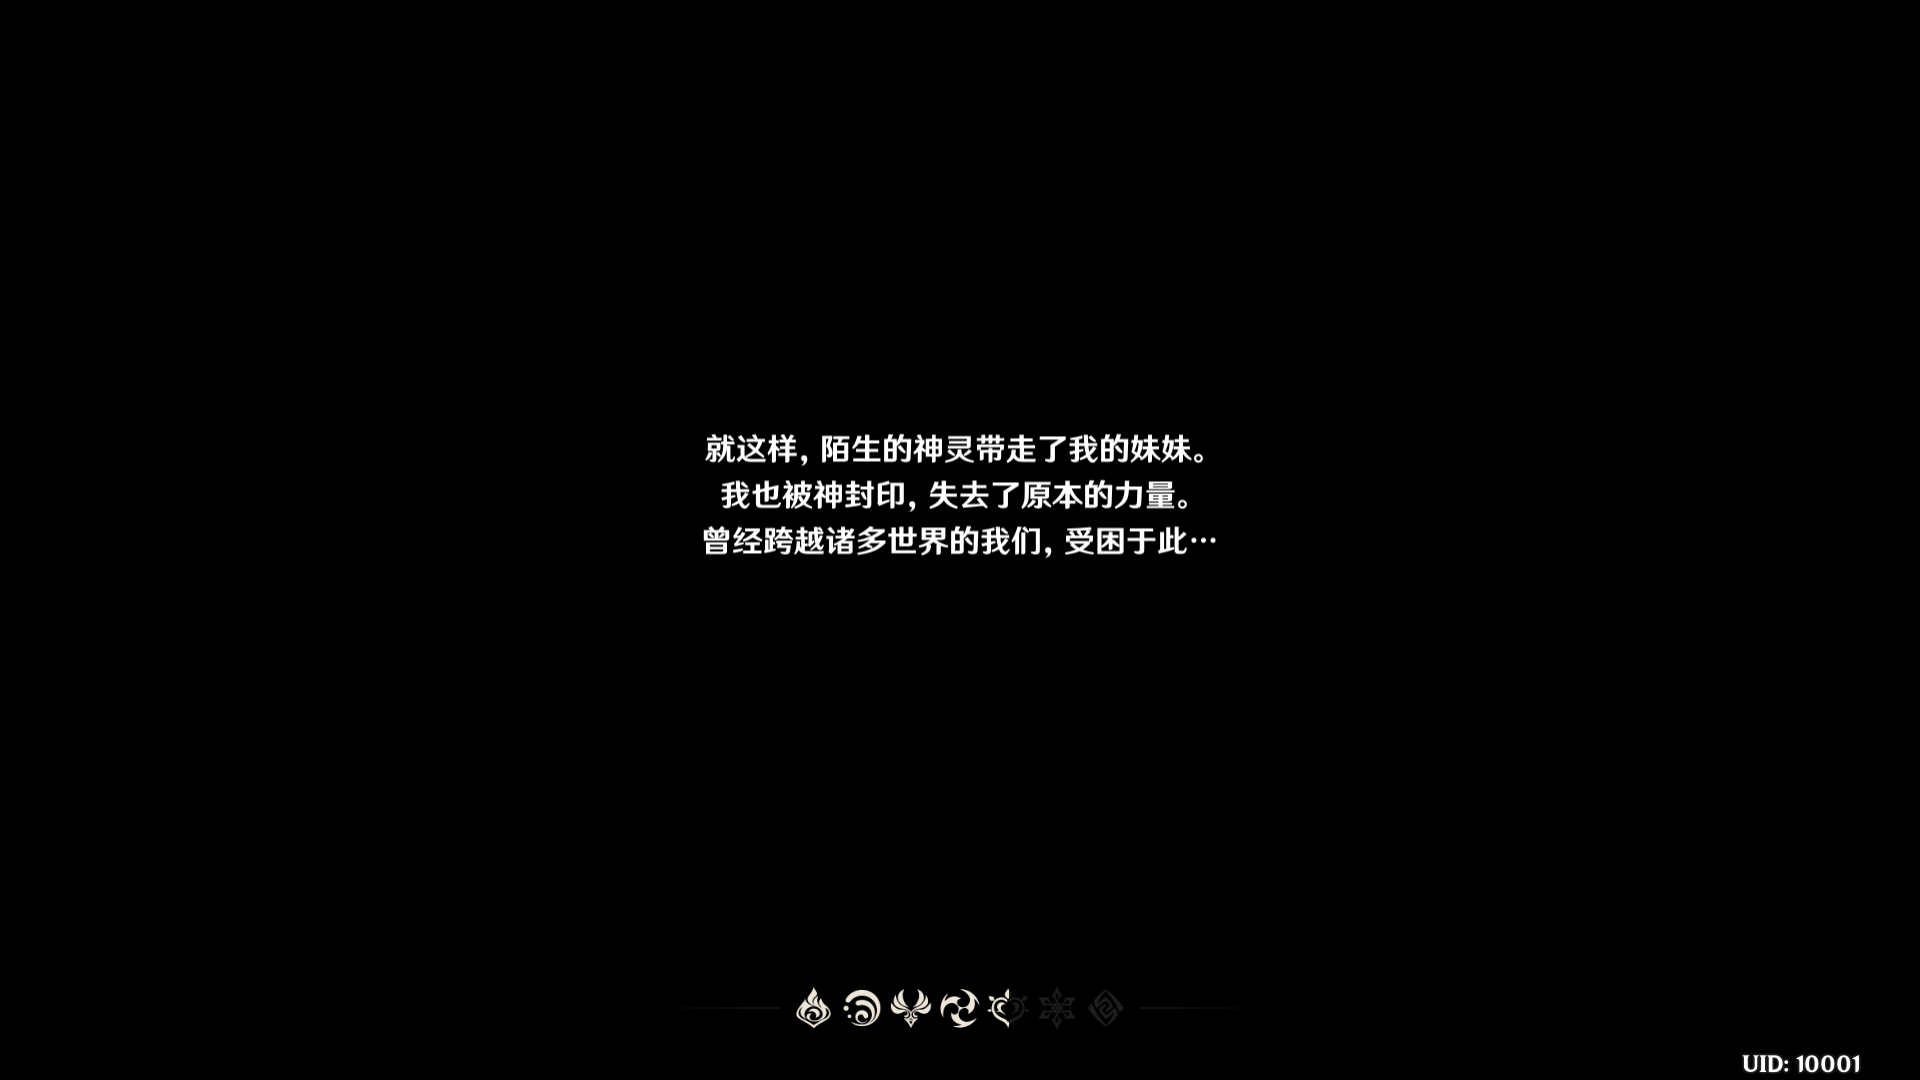 就这样，陌生的神灵带走了我的妹妹。
我也被神封印，失去了原本的力量。
曾经跨越诸多世界的我们，受困于此…
UID: 10001